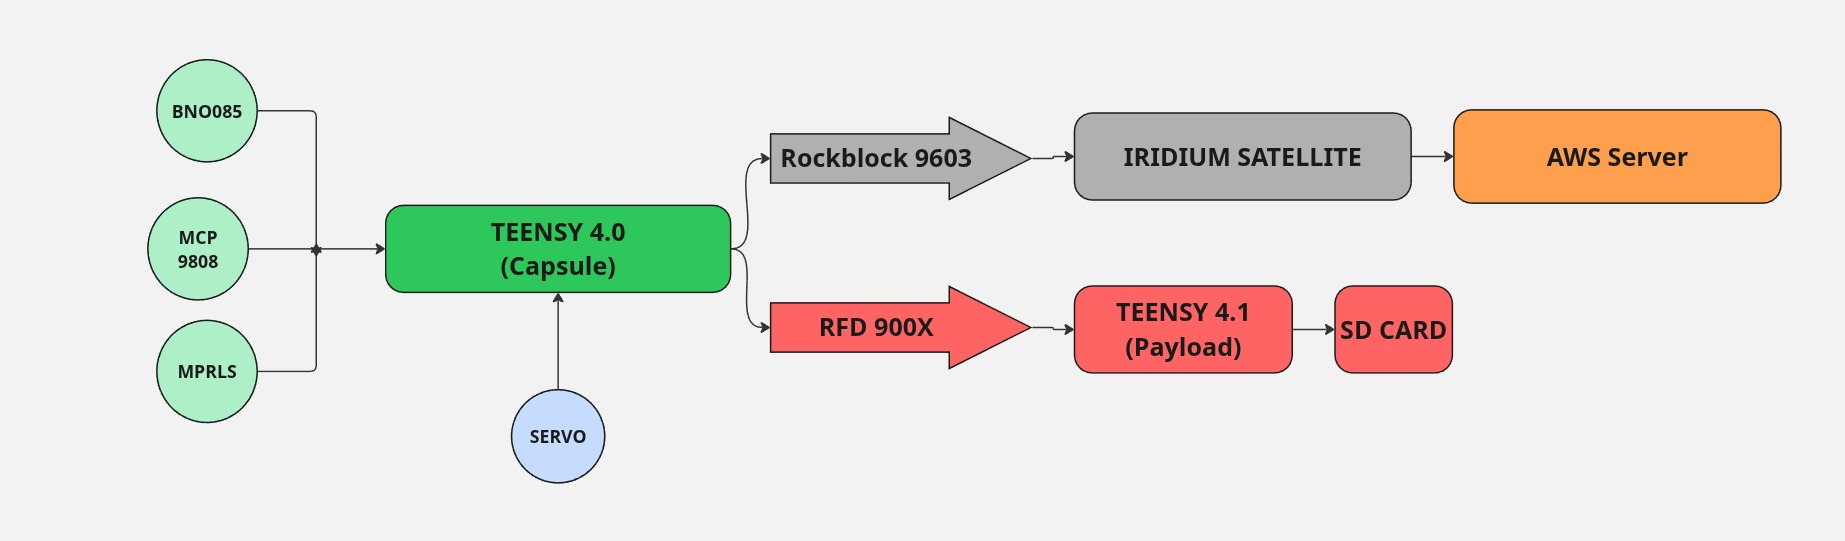 BNO085
MCP
9808
MPRLS
TEENSY 4.0
(Capsule)
SERVO
Rockblock 9603
IRIDIUM SATELLITE
AWS Server
RFD 900X
TEENSY 4.1
(Payload)
SD CARD